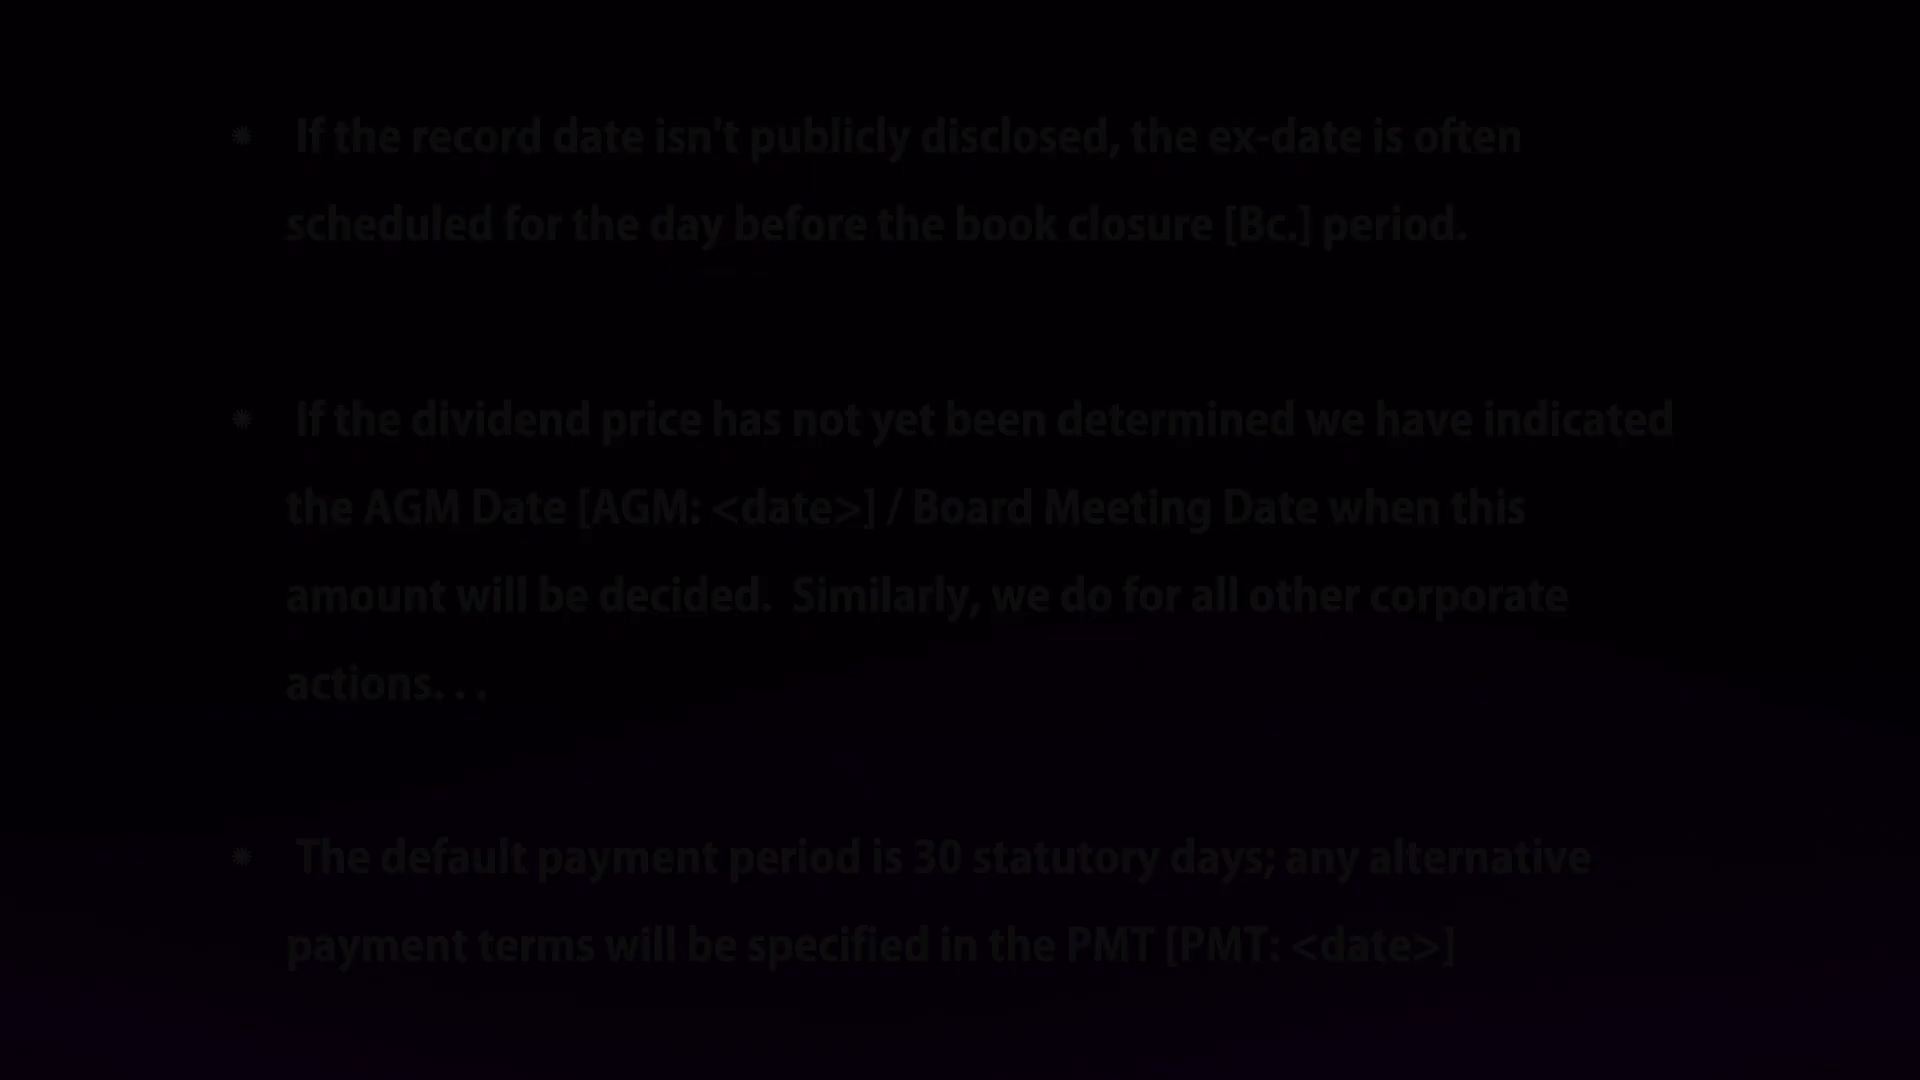 ✺ If the record date isn't publicly disclosed, the ex-date is often
scheduled for the day before the book closure [Bc.] period.
✺ If the dividend price has not yet been determined we have indicated
the AGM Date [AGM: <date>] / Board Meeting Date when this
amount will be decided.  Similarly, we do for all other corporate
actions. . .
✺ The default payment period is 30 statutory days; any alternative
payment terms will be specified in the PMT [PMT: <date>]